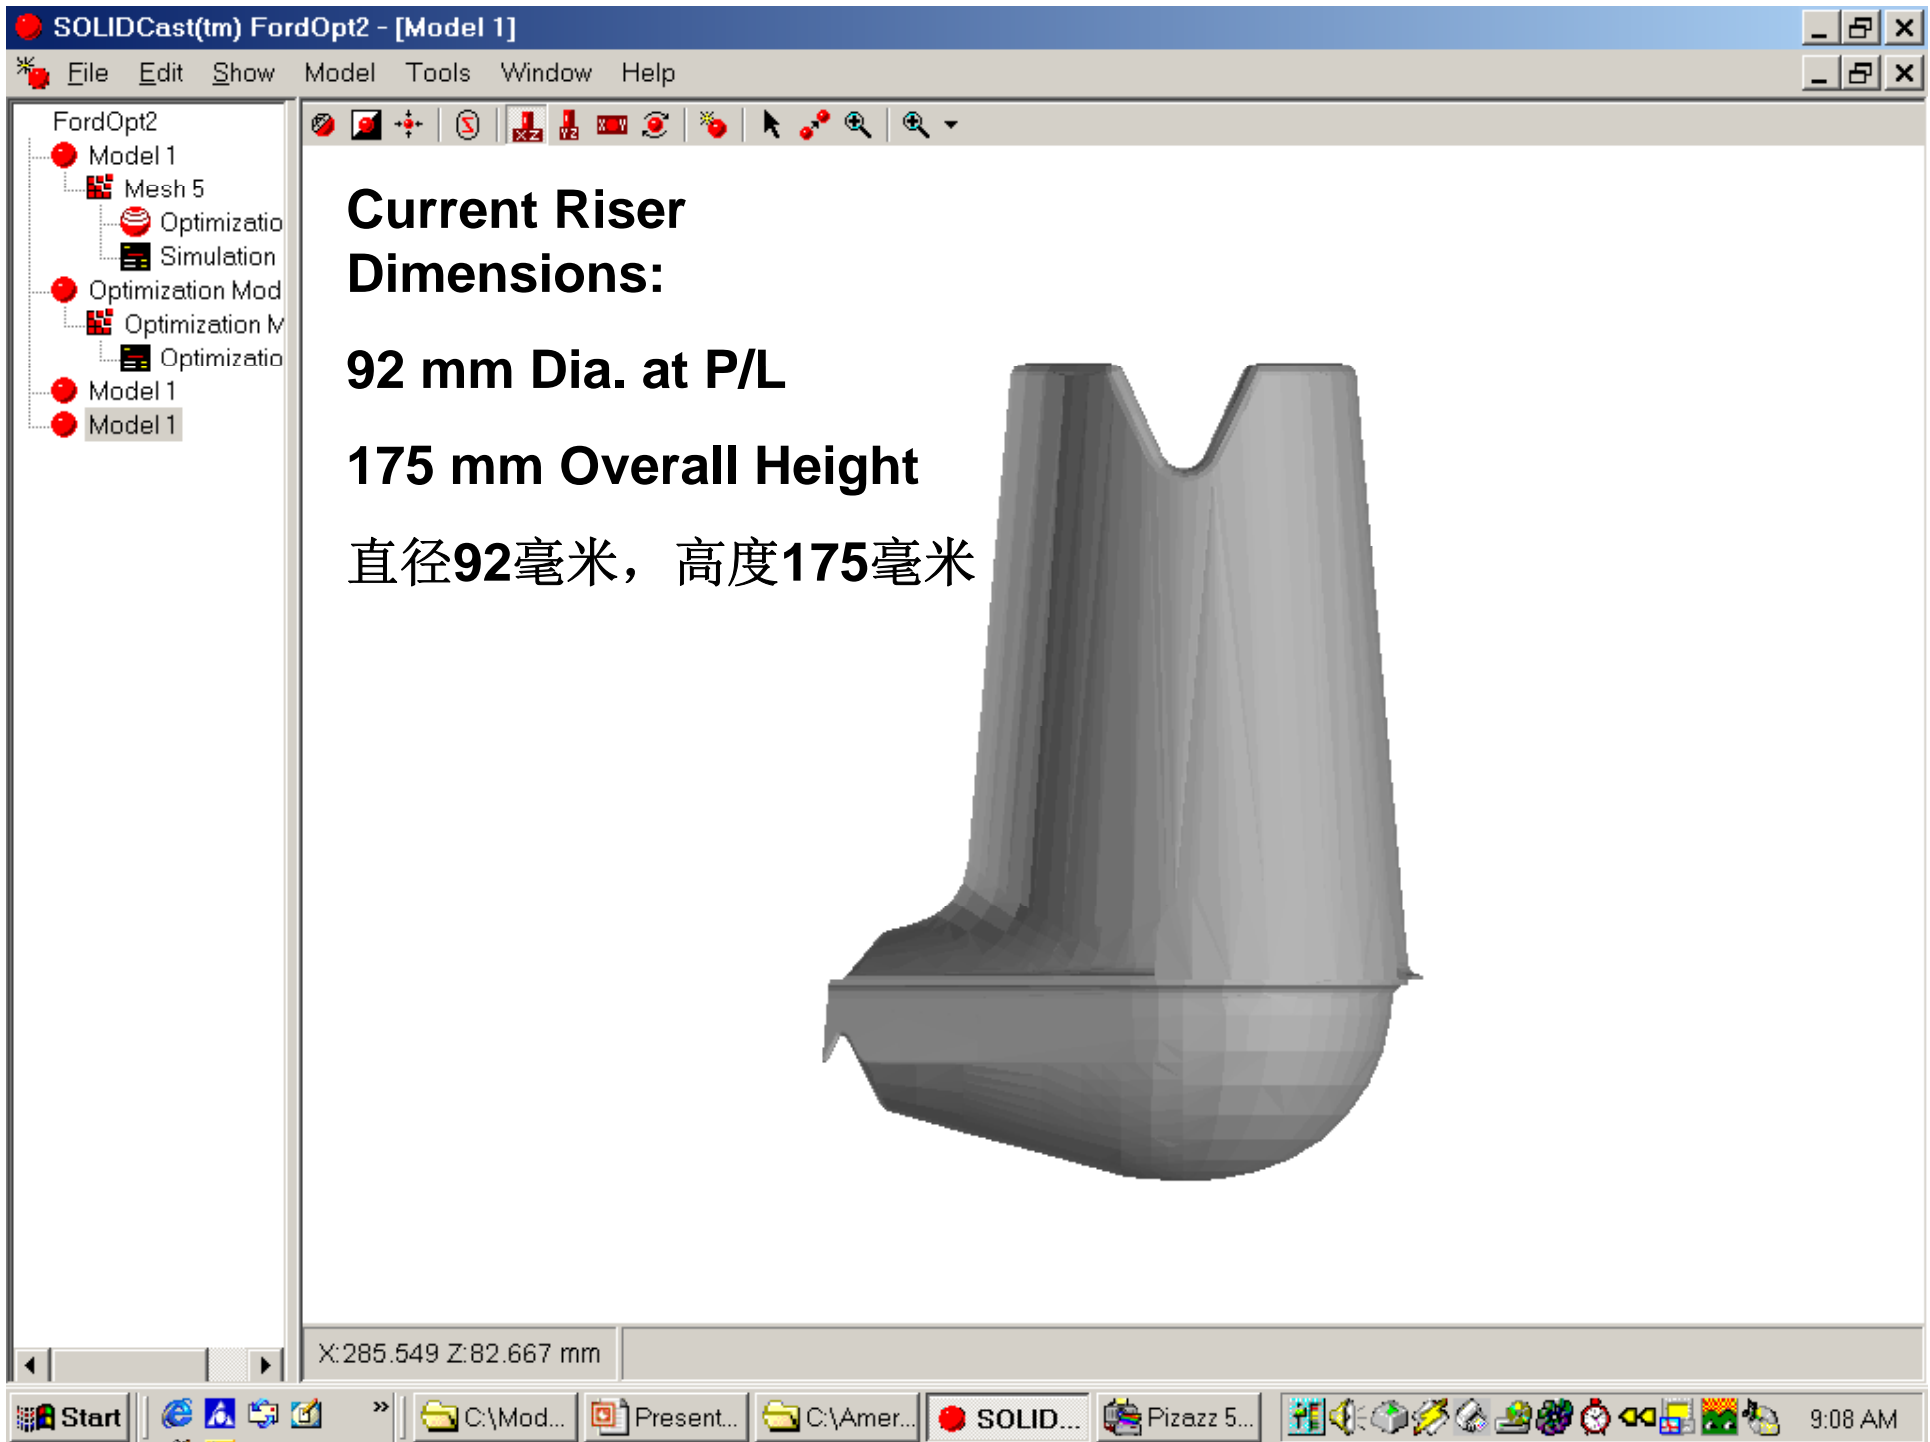 SOLIDCast(tm) FordOpt2 - [Model 1]
File Edit Show Model Tools Window Help
FordOpt2
Model 1
Mesh 5
Optimizatio
Simulation
Optimization Mod
Optimization M
Optimizatio
Model 1
Model 1
XZ YZ X Y
Current Riser
Dimensions:
92 mm Dia. at P/L
175 mm Overall Height
直径92毫米，高度175毫米
X:285.549 Z:82.667 mm
Start » C:\Mod... Present... C:\Amer... SOLID... Pizazz 5... 9:08 AM